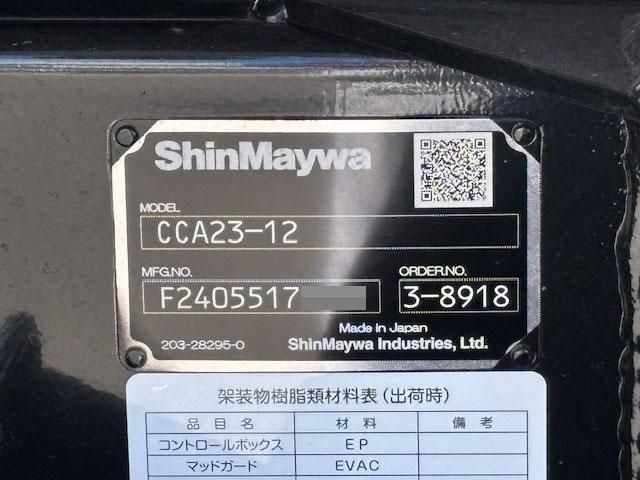 ShinMaywa
MODEL
CCA23-12
MFG.NO. ORDER.NO.
F2405517 3-8918
Made in Japan
203-28295-0 ShinMaywa Industries, Ltd.
架装物樹脂類材料表(出荷時)
品目名 材料 備考
コントロールボックス EP
マッドガード EVAC